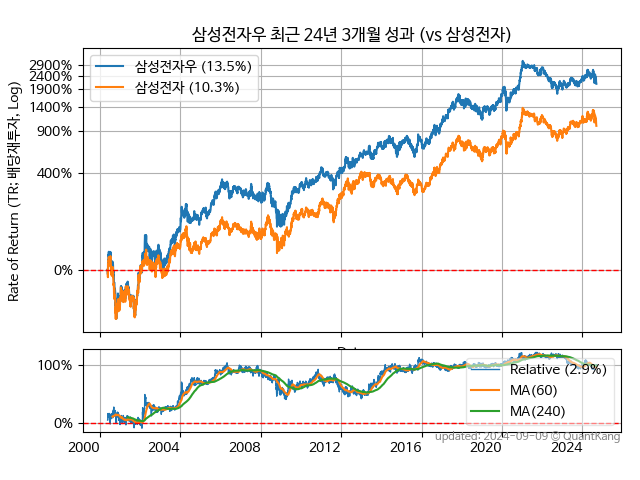 삼성전자우 최근 24년 3개월 성과 (vs 삼성전자)
삼성전자우 (13.5%)
삼성전자 (10.3%)
Rate of Return (TR; 배당재투자, Log)
2900%
2400%
1900%
1400%
900%
400%
0%
100%
0%
Relative (2.9%)
MA(60)
MA(240)
2000 2004 2008 2012 2016 2020 2024
updated: 2024-09-09 © QuantKang